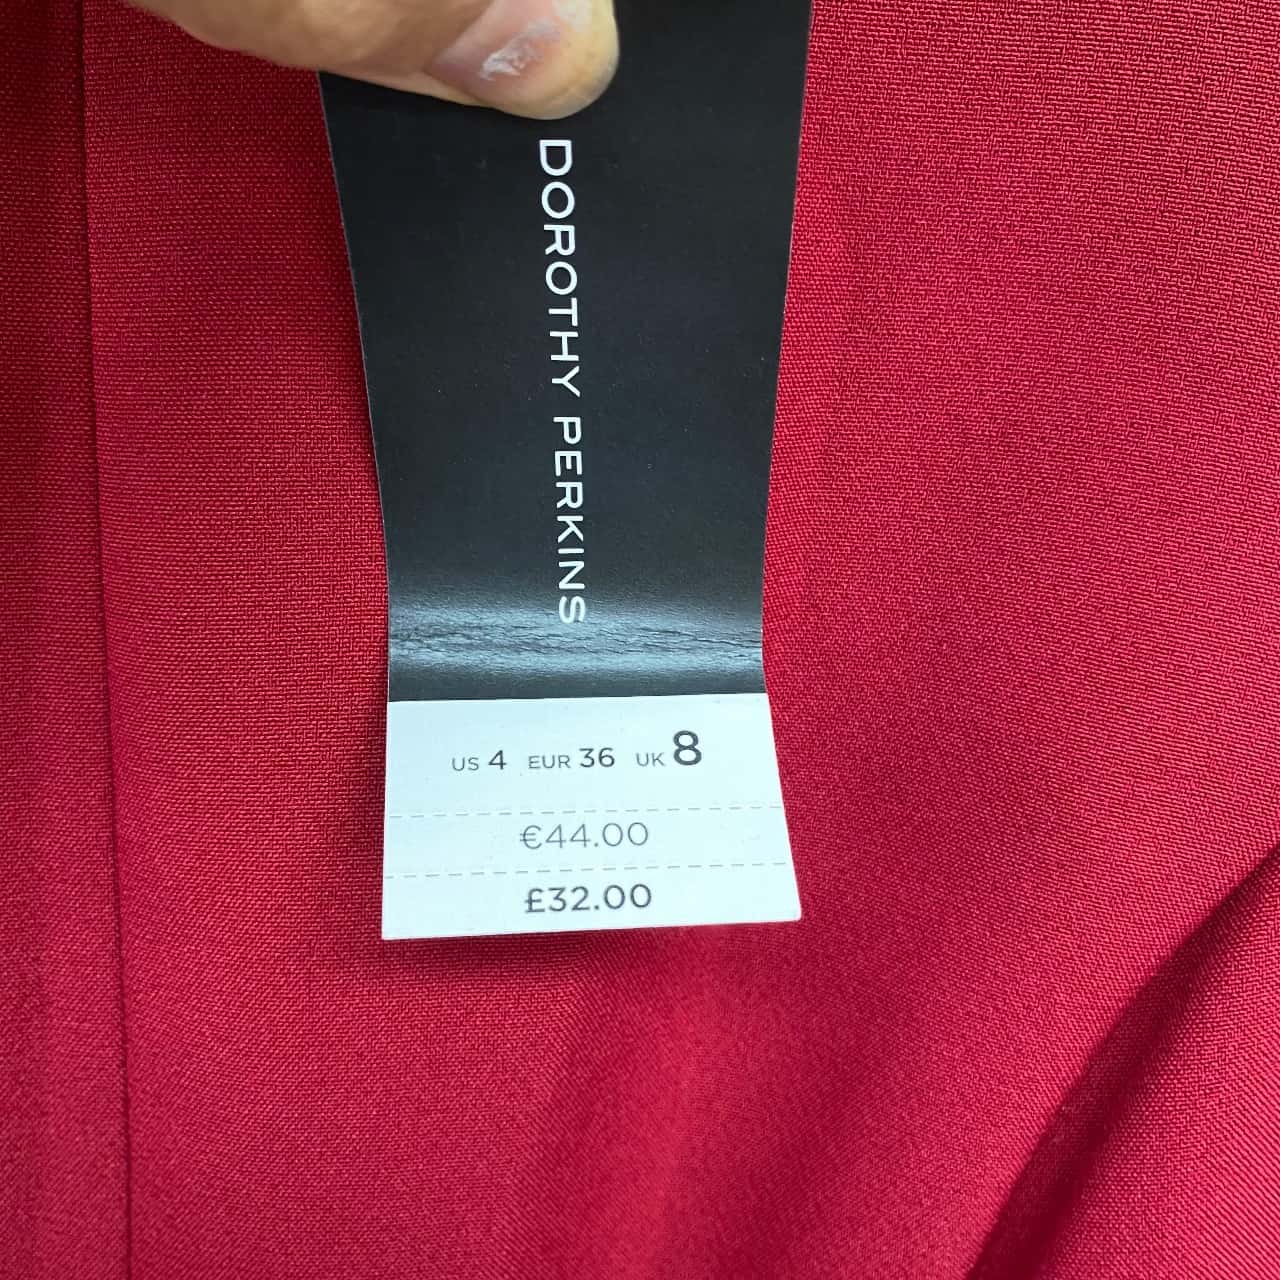 DOROTHY PERKINS
US 4 EUR 36 UK 8
€44.00
£32.00